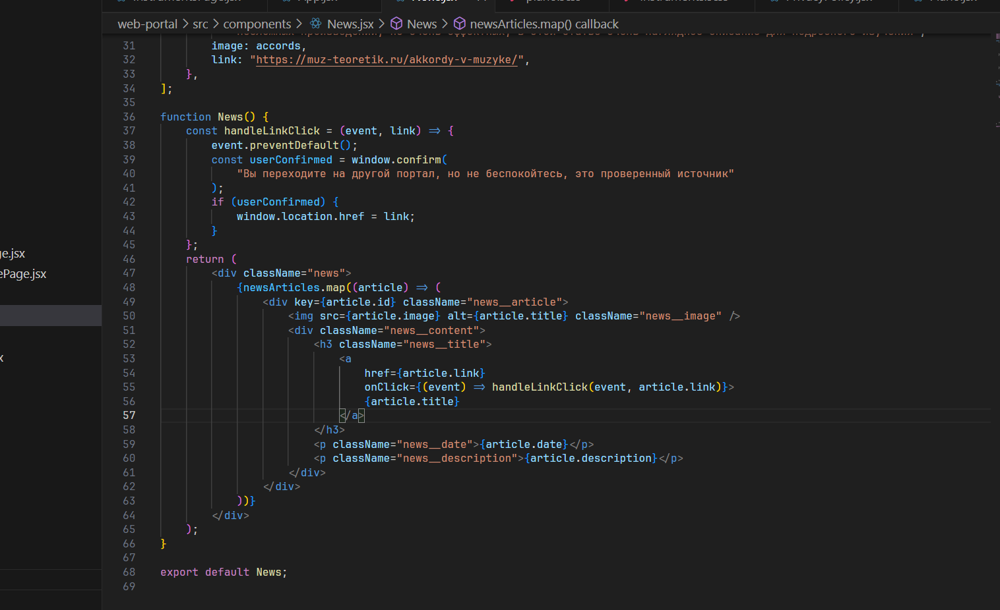 web-portal > src > components > News.jsx > News > newsArticles.map() callback
31 image: accords,
32 link: "https://muz-teoretik.ru/akkordy-v-muzyke/",
33 },
34 ];
35
36 function News() {
37 const handleLinkClick = (event, link) => {
38 event.preventDefault();
39 const userConfirmed = window.confirm(
40 "Вы переходите на другой портал, но не беспокойтесь, это проверенный источник"
41 );
42 if (userConfirmed) {
43 window.location.href = link;
44 }
45 };
46 return (
47 <div className="news">
48 {newsArticles.map((article) => (
49 <div key={article.id} className="news__article">
50 <img src={article.image} alt={article.title} className="news__image" />
51 <div className="news__content">
52 <h3 className="news__title">
53 <a
54 href={article.link}
55 onClick={(event) => handleLinkClick(event, article.link)}>
56 {article.title}
57 </a>
58 </h3>
59 <p className="news__date">{article.date}</p>
60 <p className="news__description">{article.description}</p>
61 </div>
62 </div>
63 ))}
64 </div>
65 );
66 }
67
68 export default News;
69
ePage.jsx